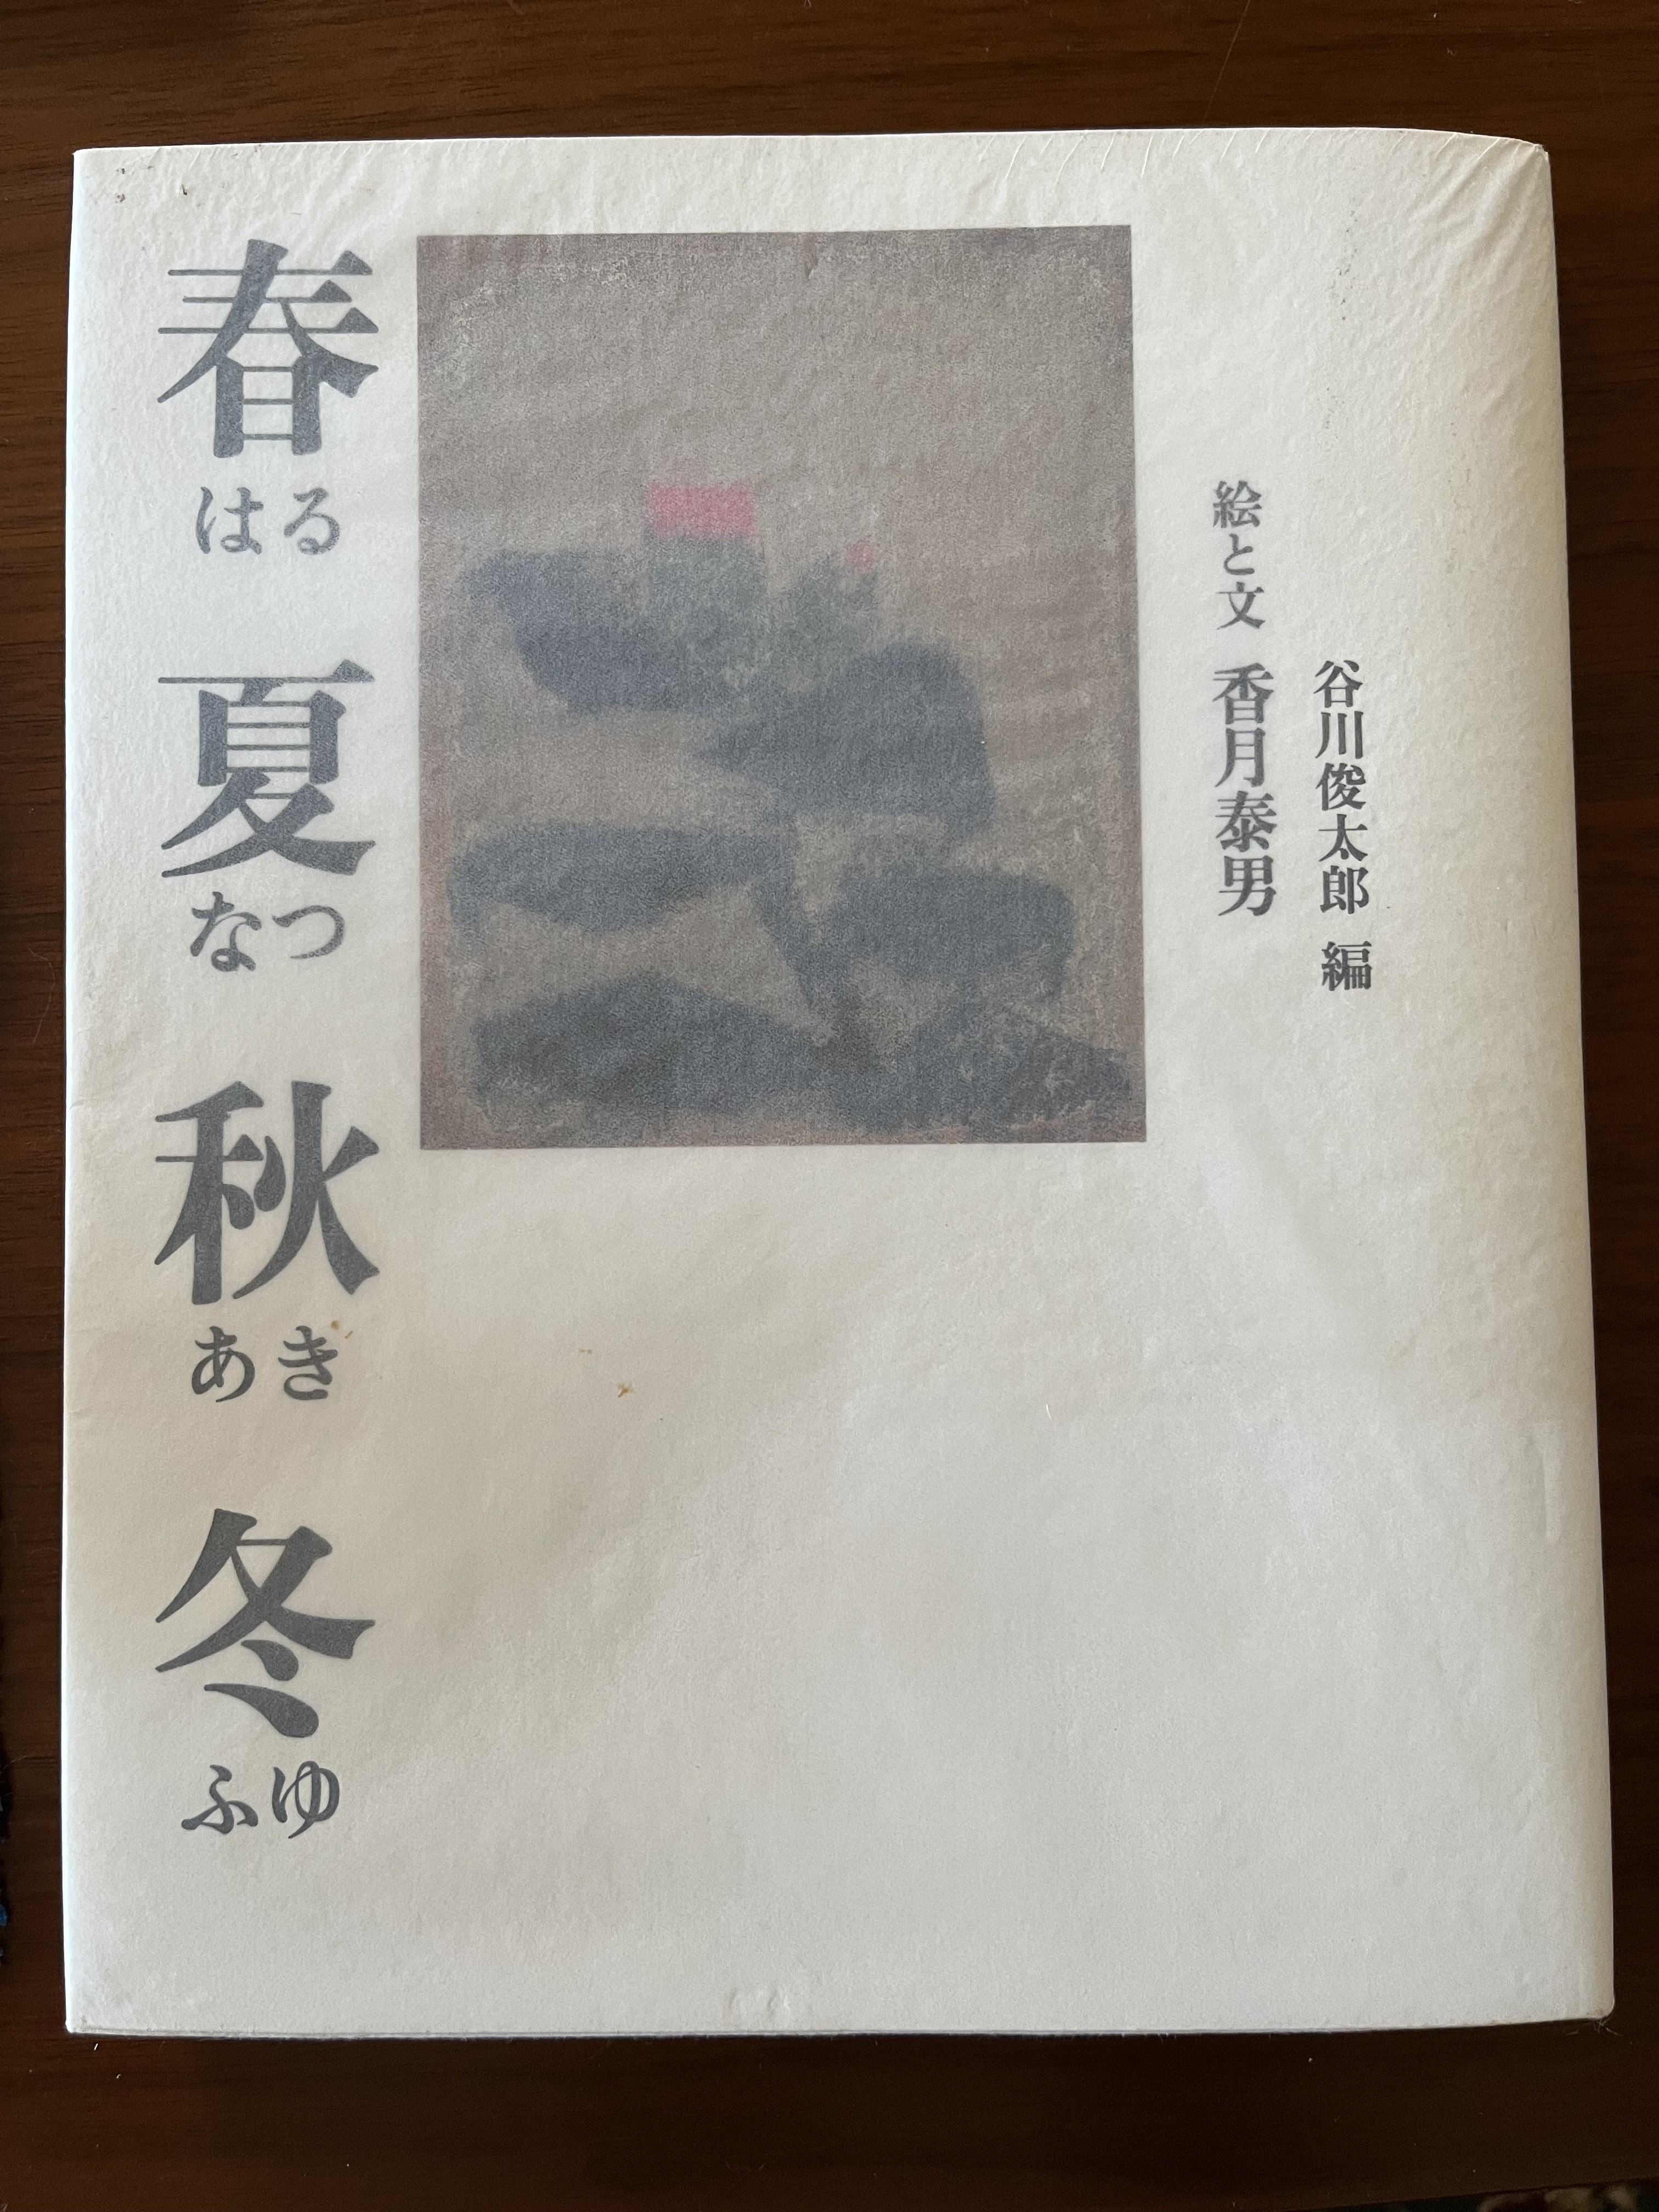 谷川俊太郎 編
絵と文 香月泰男
春 はる 夏 なつ 秋 あき 冬 ふゆ